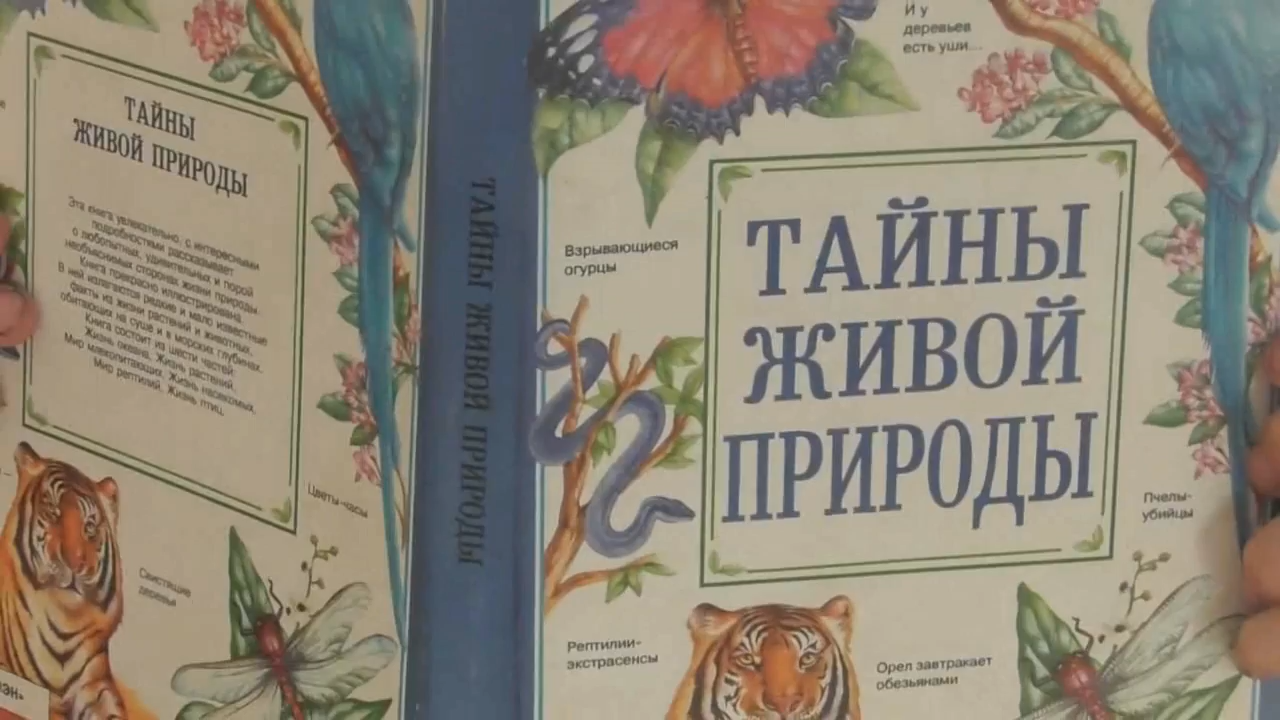 ТАЙНЫ
ЖИВОЙ ПРИРОДЫ
Эта книга увлекательно, с интересными
подробностями рассказывает
о любопытных, удивительных и порой
необъяснимых сторонах жизни природы.
Книга прекрасно иллюстрирована.
В ней излагаются редкие и мало известные
факты из жизни растений и животных,
обитающих на суше и в морских глубинах.
Книга состоит из шести частей:
Жизнь океана, Жизнь растений,
Мир млекопитающих, Жизнь насекомых,
Мир рептилий, Жизнь птиц.
Цветы-часы
Свистящие
деревья
ТАЙНЫ ЖИВОЙ ПРИРОДЫ
И у
деревьев
есть уши...
Взрывающиеся
огурцы
ТАЙНЫ
ЖИВОЙ
ПРИРОДЫ
Пчелы-
убийцы
Рептилии-
экстрасенсы
Орел завтракает
обезьянами